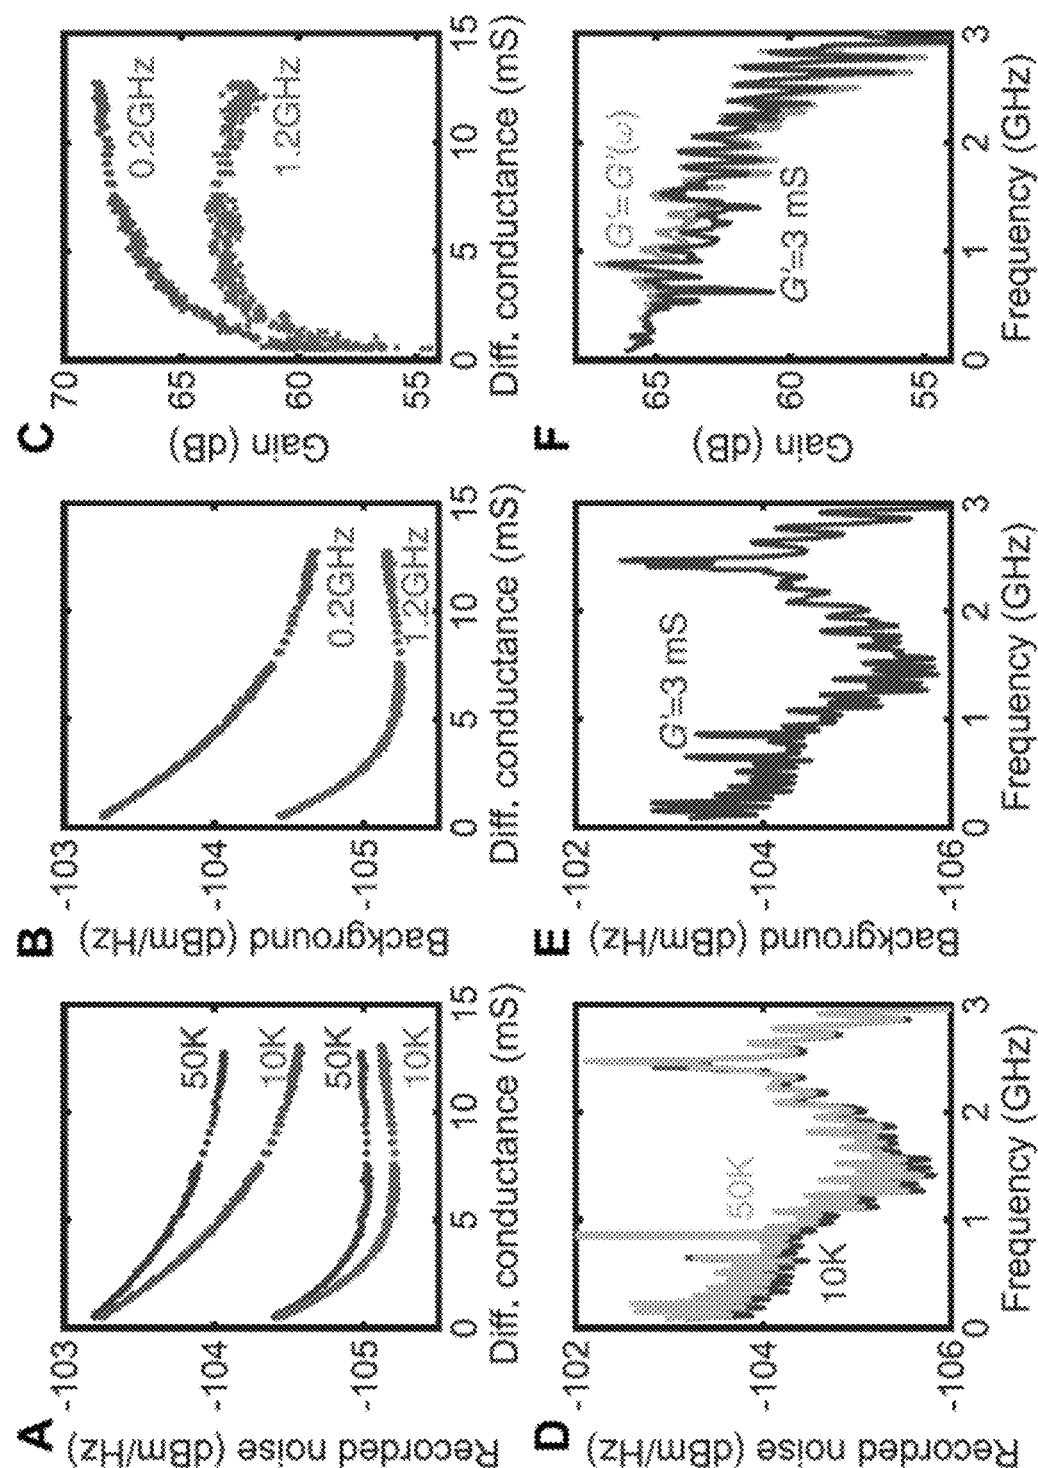 A
Recorded noise (dBm/Hz)
-103
-104
-105
50K
10K
50K
10K
0
5
10
15
Diff. conductance (mS)
B
Background (dBm/Hz)
-103
-104
-105
0.2GHz
1.2GHz
0
5
10
15
Diff. conductance (mS)
C
Gain (dB)
70
65
60
55
0.2GHz
1.2GHz
0
5
10
15
Diff. conductance (mS)
D
Recorded noise (dBm/Hz)
-102
-104
-106
50K
10K
0
1
2
3
Frequency (GHz)
E
Background (dBm/Hz)
-102
-104
-106
G'=3 mS
0
1
2
3
Frequency (GHz)
F
Gain (dB)
65
60
55
G'=G'(ω)
G'=3 mS
0
1
2
3
Frequency (GHz)